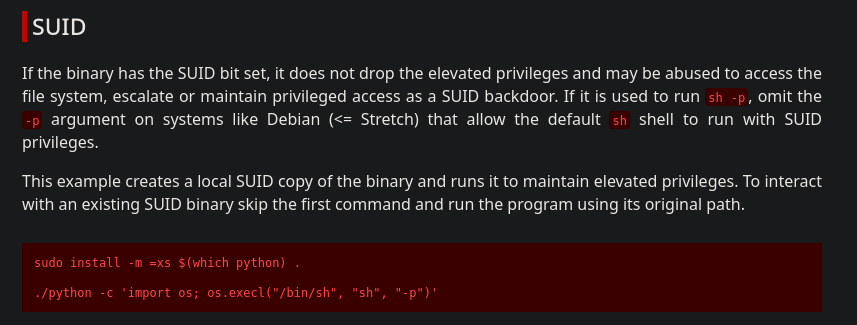 SUID
If the binary has the SUID bit set, it does not drop the elevated privileges and may be abused to access the
file system, escalate or maintain privileged access as a SUID backdoor. If it is used to run sh -p, omit the
-p argument on systems like Debian (<= Stretch) that allow the default sh shell to run with SUID
privileges.
This example creates a local SUID copy of the binary and runs it to maintain elevated privileges. To interact
with an existing SUID binary skip the first command and run the program using its original path.
sudo install -m =xs $(which python) .
./python -c 'import os; os.execl("/bin/sh", "sh", "-p")'